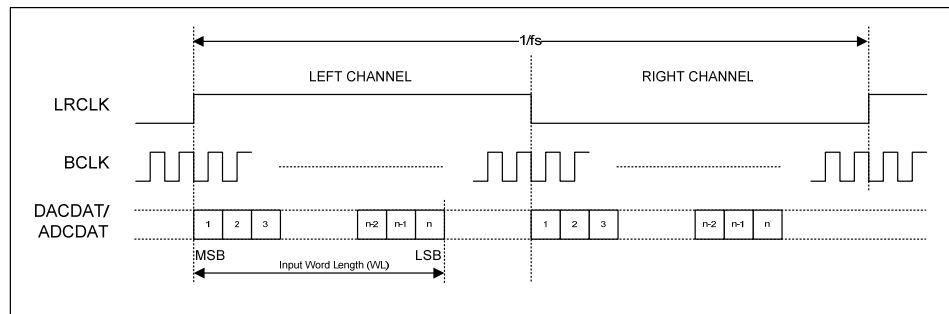 1/fs
LEFT CHANNEL RIGHT CHANNEL
LRCLK
BCLK
DACDAT/
ADCDAT
1 2 3 n-2 n-1 n 1 2 3 n-2 n-1 n
MSB LSB
Input Word Length (WL)